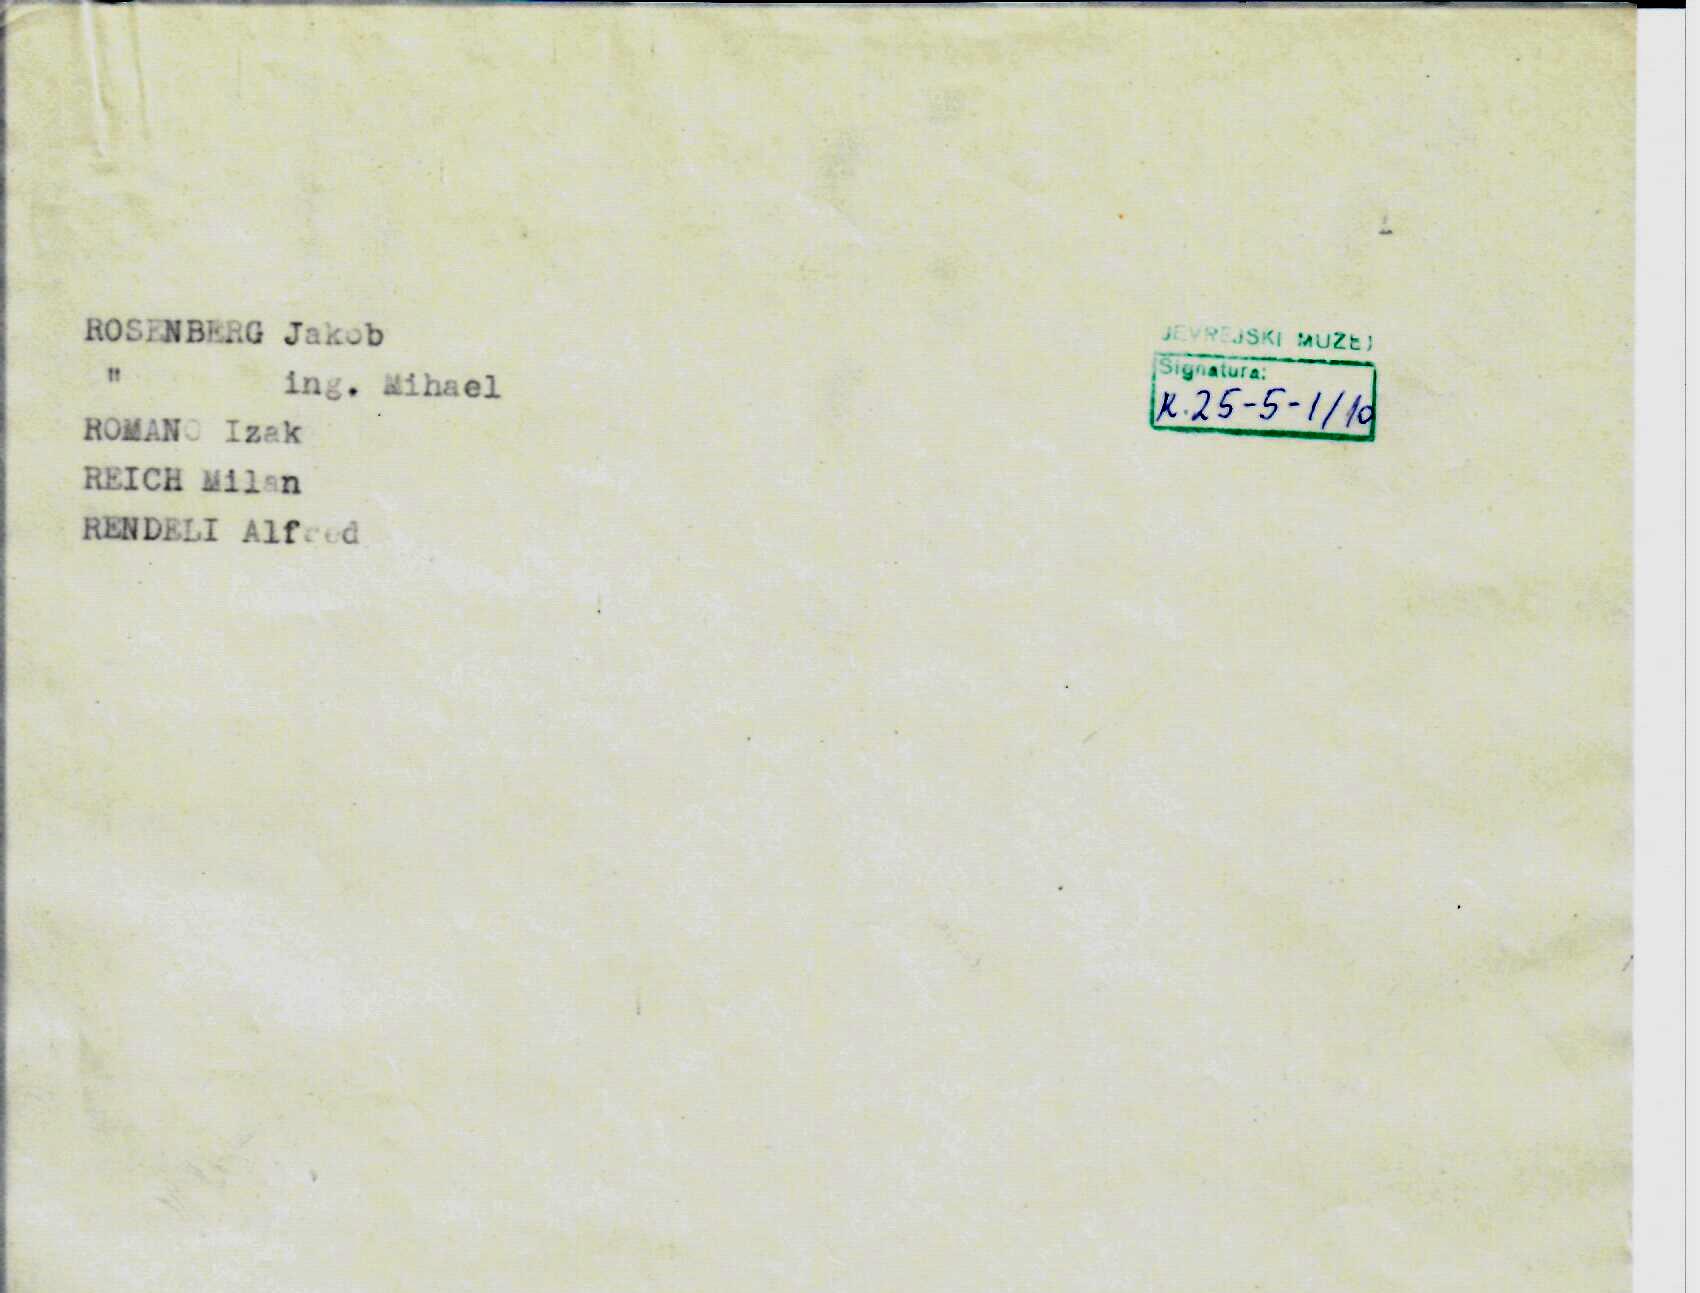 JEVREJSKI MUZEJ
Signatura:
K.25-5-1/10
ROSENBERG Jakob
" ing. Mihael
ROMANO Izak
REICH Milan
RENDELI Alfred